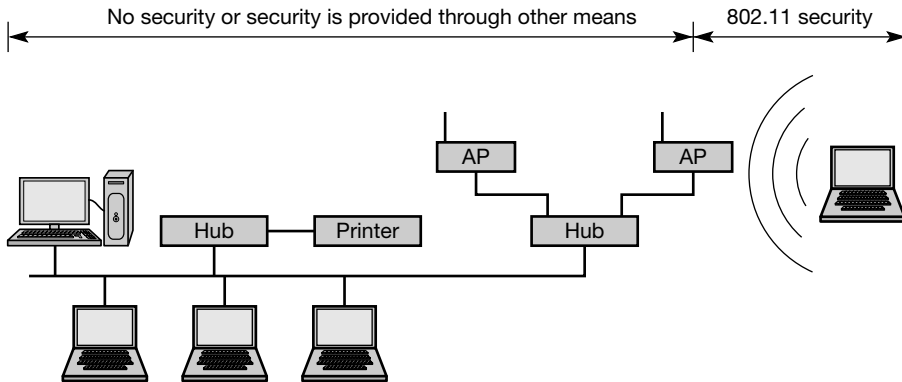 No security or security is provided through other means
802.11 security
AP
AP
Hub
Printer
Hub